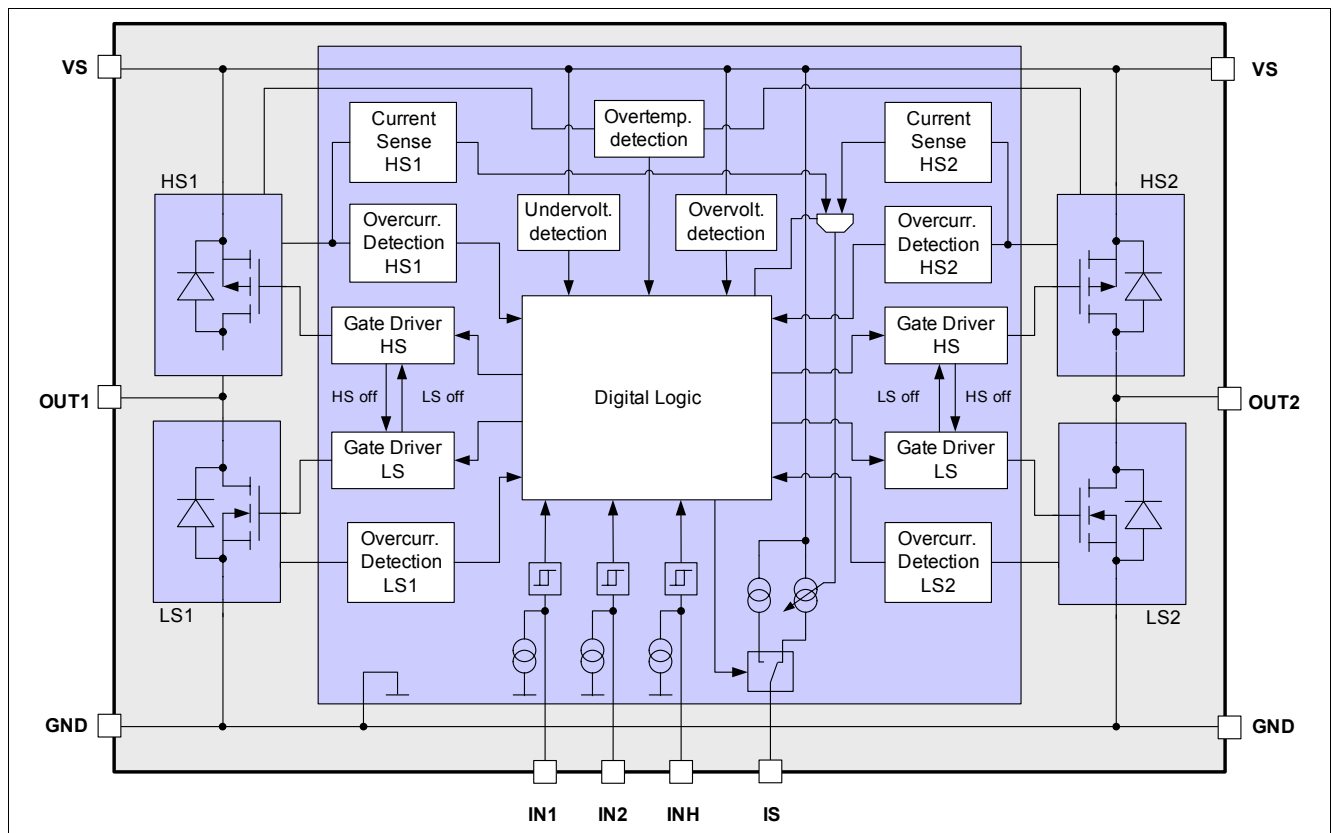 VS
VS
Current
Sense
HS1
Overtemp.
detection
Current
Sense
HS2
HS1
HS2
Undervolt.
detection
Overvolt.
detection
Overcurr.
Detection
HS1
Overcurr.
Detection
HS2
Gate Driver
HS
Gate Driver
HS
Digital Logic
HS off
LS off
LS off
HS off
OUT1
OUT2
Gate Driver
LS
Gate Driver
LS
Overcurr.
Detection
LS1
Overcurr.
Detection
LS2
LS1
LS2
GND
GND
IN1
IN2
INH
IS